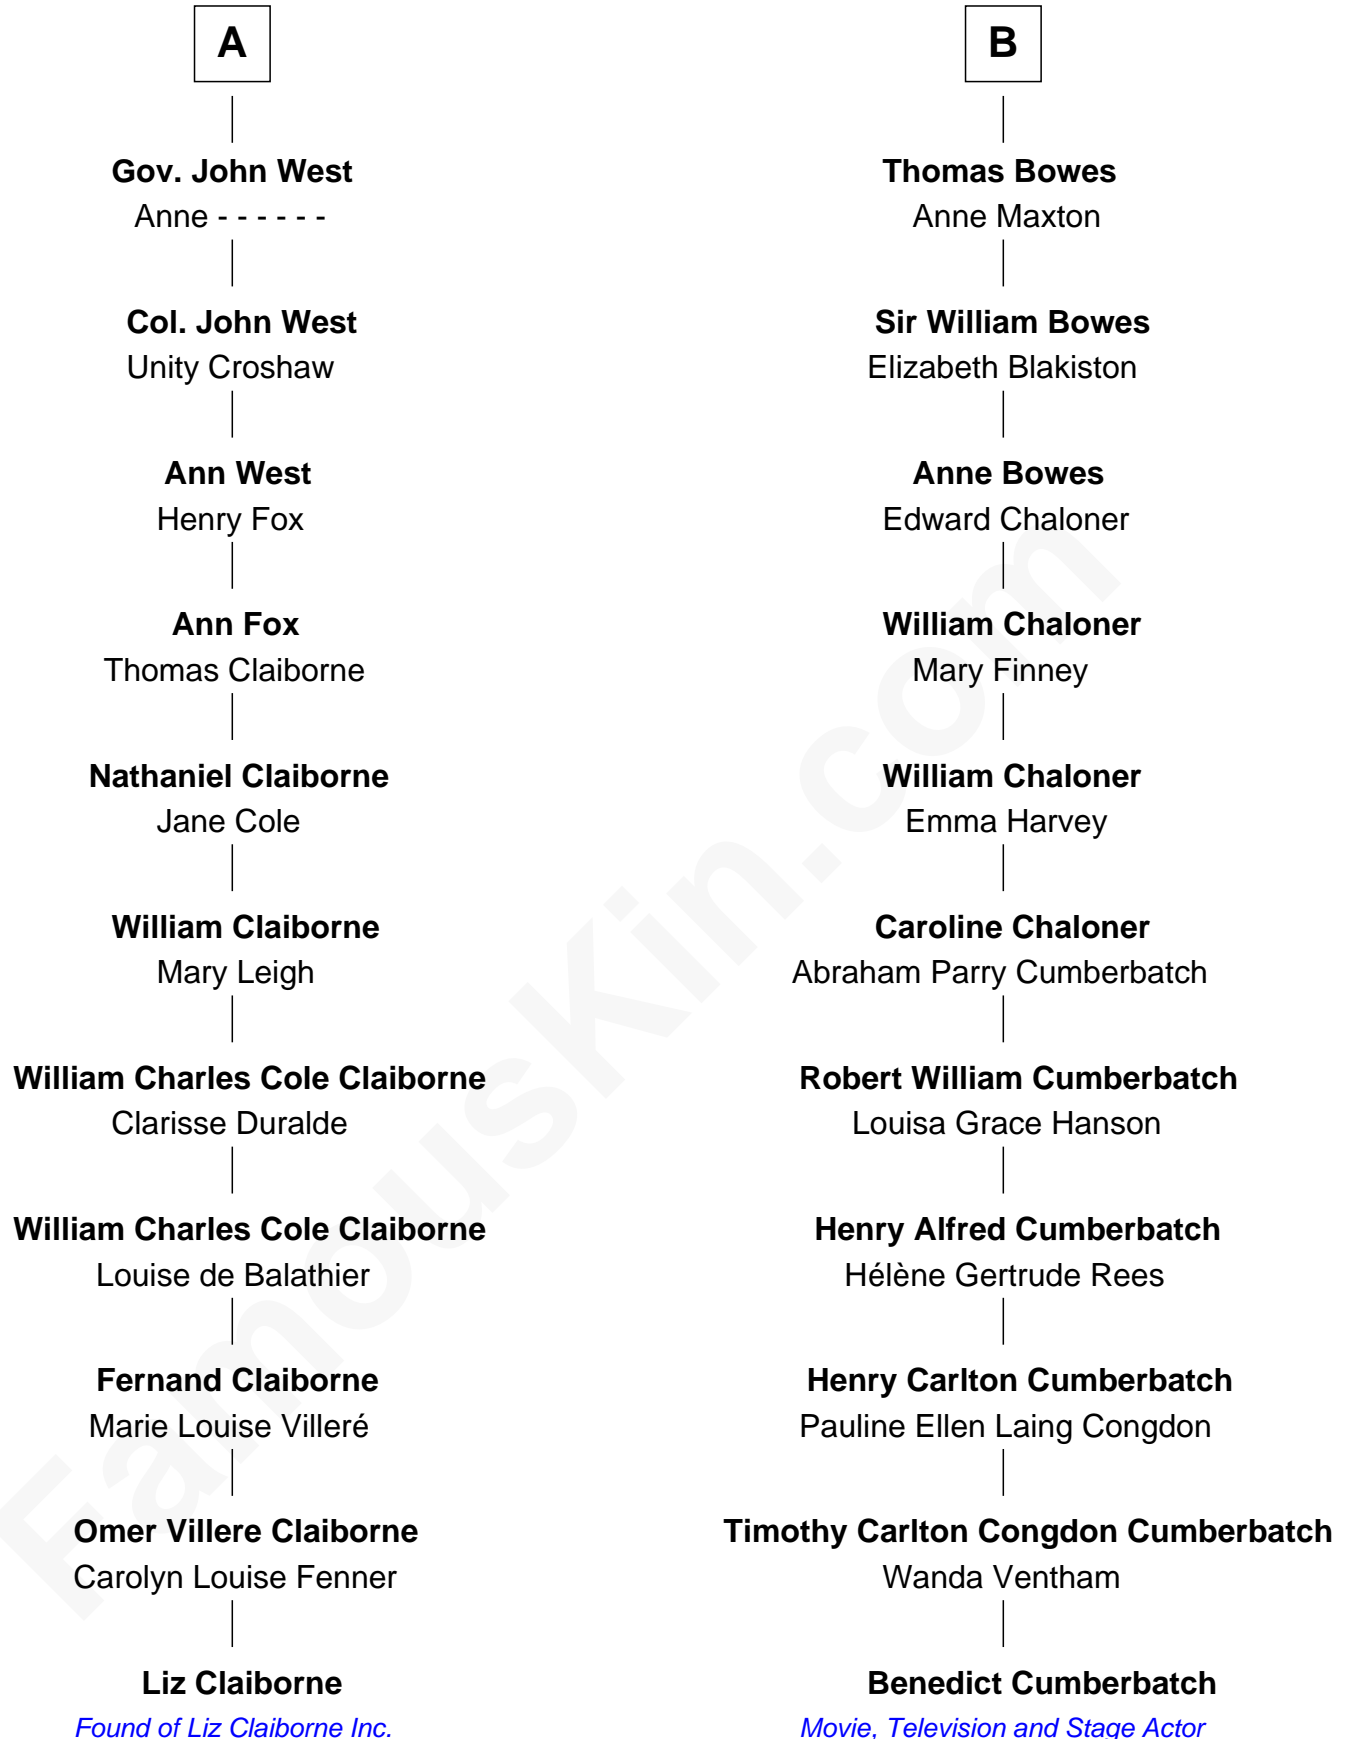 A
Gov. John West
Anne - - - - - -
Col. John West
Unity Croshaw
Ann West
Henry Fox
Ann Fox
Thomas Claiborne
Nathaniel Claiborne
Jane Cole
William Claiborne
Mary Leigh
William Charles Cole Claiborne
Clarisse Duralde
William Charles Cole Claiborne
Louise de Balathier
Fernand Claiborne
Marie Louise Villeré
Omer Villere Claiborne
Carolyn Louise Fenner
Liz Claiborne
Found of Liz Claiborne Inc.
B
Thomas Bowes
Anne Maxton
Sir William Bowes
Elizabeth Blakiston
Anne Bowes
Edward Chaloner
William Chaloner
Mary Finney
William Chaloner
Emma Harvey
Caroline Chaloner
Abraham Parry Cumberbatch
Robert William Cumberbatch
Louisa Grace Hanson
Henry Alfred Cumberbatch
Hélène Gertrude Rees
Henry Carlton Cumberbatch
Pauline Ellen Laing Congdon
Timothy Carlton Congdon Cumberbatch
Wanda Ventham
Benedict Cumberbatch
Movie, Television and Stage Actor
FamousKin.com